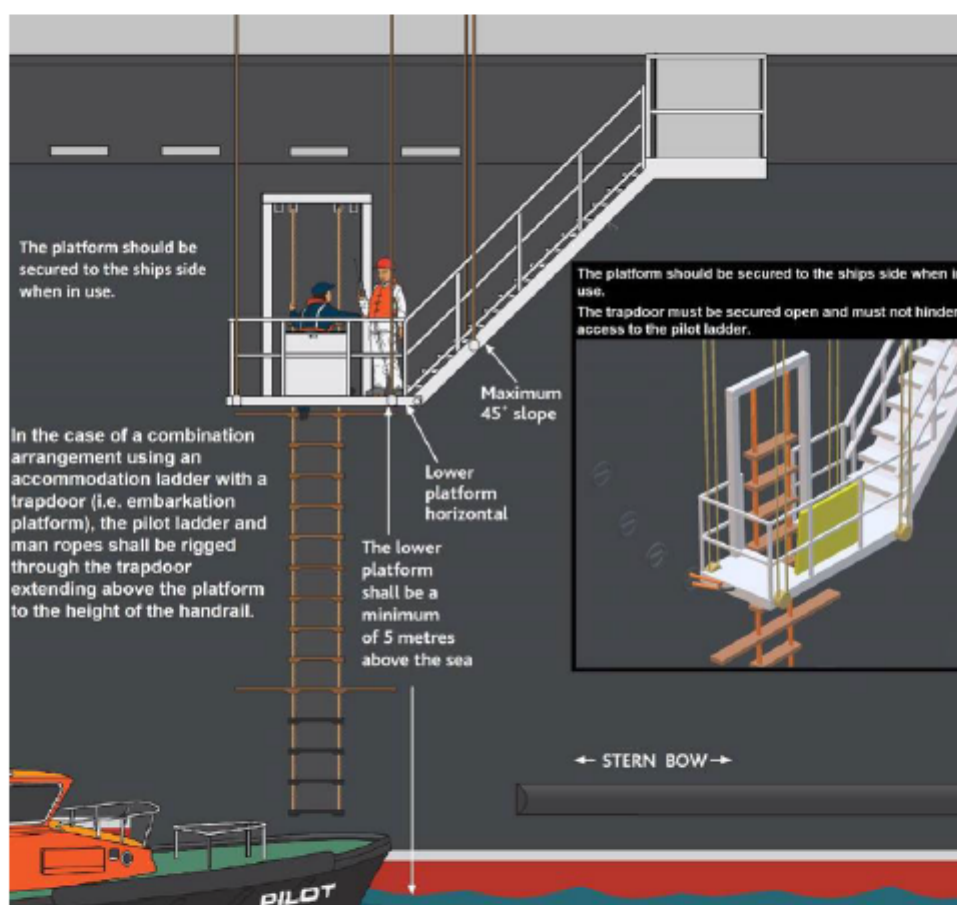 The platform should be
secured to the ships side
when in use.
In the case of a combination
arrangement using an
accommodation ladder with a
trapdoor (i.e. embarkation
platform), the pilot ladder and
man ropes shall be rigged
through the trapdoor
extending above the platform
to the height of the handrail.
Maximum
45° slope
Lower
platform
horizontal
The lower
platform
shall be a
minimum
of 5 metres
above the sea
The platform should be secured to the ships side when in
use.
The trapdoor must be secured open and must not hinder
access to the pilot ladder.
← STERN BOW →
PILOT